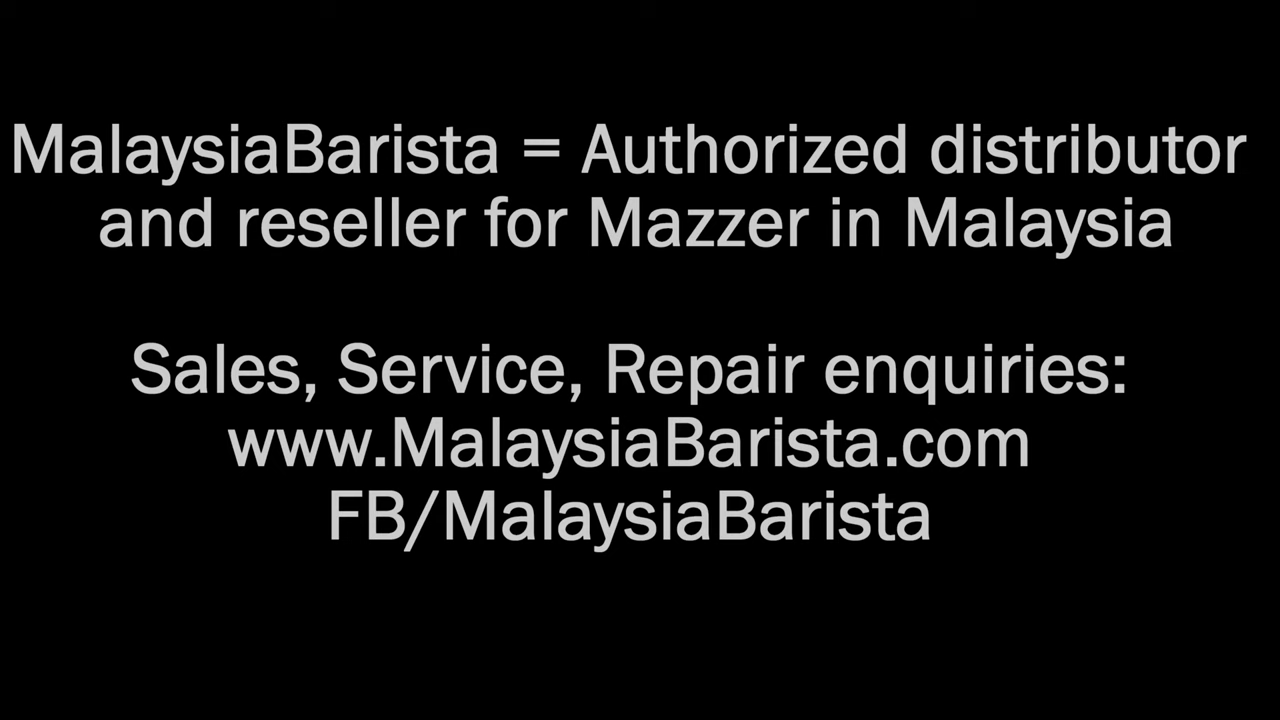 MalaysiaBarista = Authorized distributor
and reseller for Mazzer in Malaysia
Sales, Service, Repair enquiries:
www.MalaysiaBarista.com
FB/MalaysiaBarista